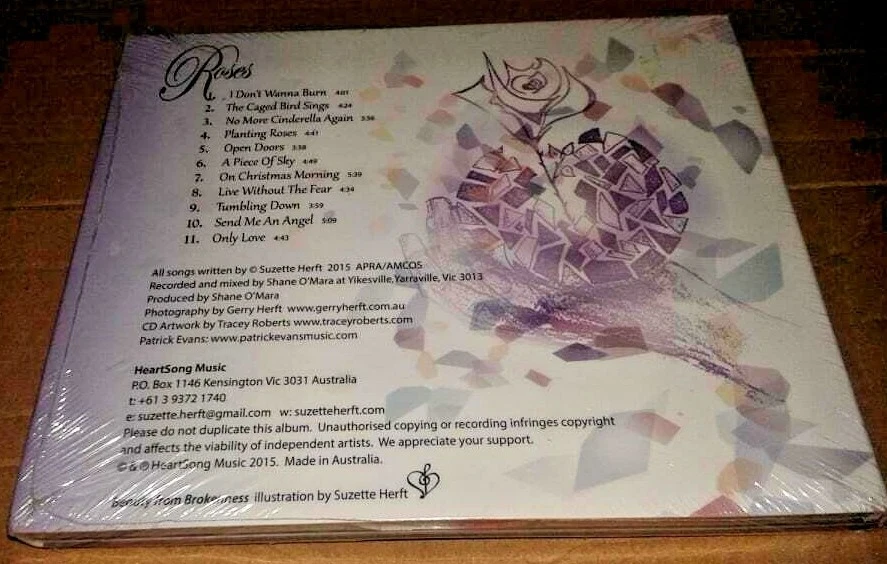 Roses
1. I Don't Wanna Burn 4:01
2. The Caged Bird Sings 4:24
3. No More Cinderella Again 3:56
4. Planting Roses 4:41
5. Open Doors 3:58
6. A Piece Of Sky 4:49
7. On Christmas Morning 5:39
8. Live Without The Fear 4:34
9. Tumbling Down 3:59
10. Send Me An Angel 5:09
11. Only Love 4:43
All songs written by © Suzette Herft 2015 APRA/AMCOS
Recorded and mixed by Shane O'Mara at Yikesville,Yarraville, Vic 3013
Produced by Shane O'Mara
Photography by Gerry Herft www.gerryherft.com.au
CD Artwork by Tracey Roberts www.traceyroberts.com
Patrick Evans: www.patrickevansmusic.com
HeartSong Music
P.O. Box 1146 Kensington Vic 3031 Australia
t: +61 3 9372 1740
e: suzette.herft@gmail.com w: suzetteherft.com
Please do not duplicate this album. Unauthorised copying or recording infringes copyright
and affects the viability of independent artists. We appreciate your support.
© & ℗ HeartSong Music 2015. Made in Australia.
Beauty from Brokenness illustration by Suzette Herft